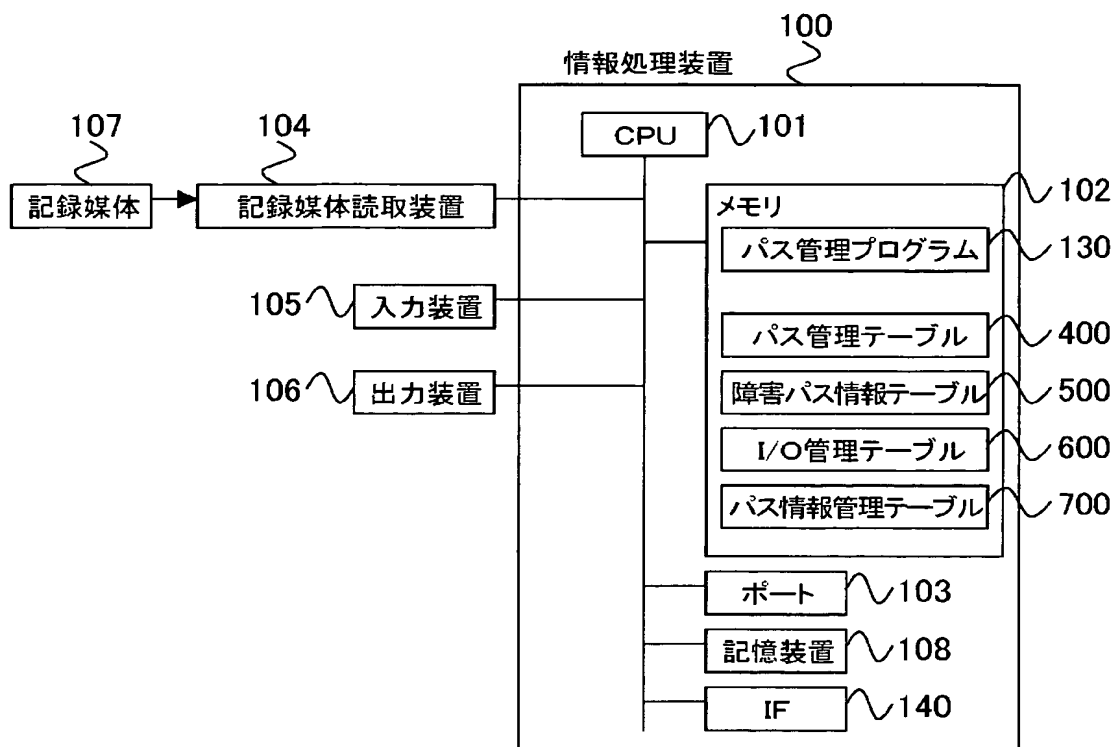 100
情報処理装置
107
104
CPU
101
記録媒体
記録媒体読取装置
102
メモリ
パス管理プログラム
130
105
入力装置
パス管理テーブル
400
106
出力装置
障害パス情報テーブル
500
I/O管理テーブル
600
パス情報管理テーブル
700
ポート
103
記憶装置
108
IF
140